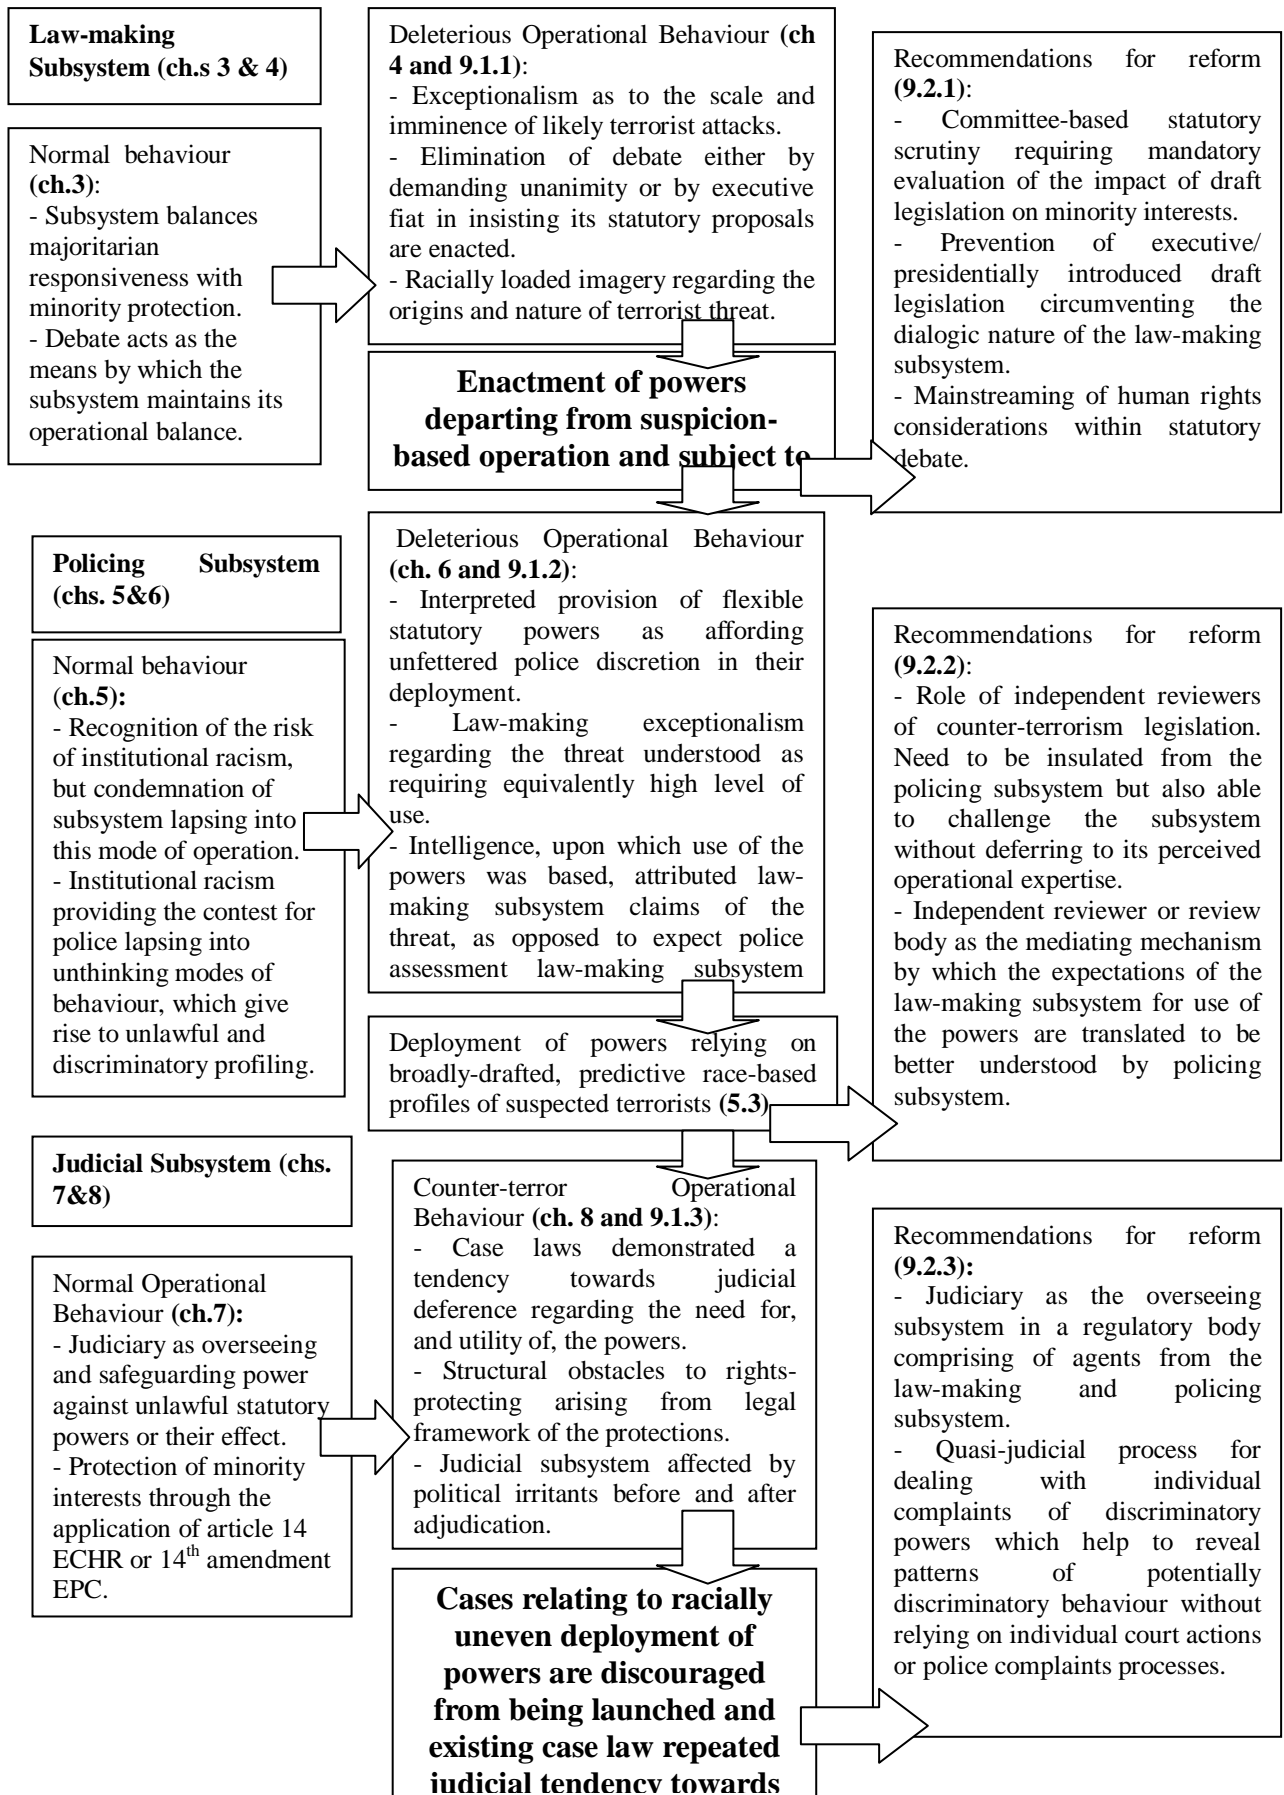 Law-making
Subsystem (ch.s 3 & 4)
Normal behaviour
(ch.3):
- Subsystem balances
majoritarian
responsiveness with
minority protection.
- Debate acts as the
means by which the
subsystem maintains its
operational balance.
Deleterious Operational Behaviour (ch
4 and 9.1.1):
- Exceptionalism as to the scale and
imminence of likely terrorist attacks.
- Elimination of debate either by
demanding unanimity or by executive
fiat in insisting its statutory proposals
are enacted.
- Racially loaded imagery regarding the
origins and nature of terrorist threat.
Enactment of powers
departing from suspicion-
based operation and subject to
Recommendations for reform
(9.2.1):
- Committee-based statutory
scrutiny requiring mandatory
evaluation of the impact of draft
legislation on minority interests.
- Prevention of executive/
presidentially introduced draft
legislation circumventing the
dialogic nature of the law-making
subsystem.
- Mainstreaming of human rights
considerations within statutory
debate.
Policing Subsystem
(chs. 5&6)
Normal behaviour
(ch.5):
- Recognition of the risk
of institutional racism,
but condemnation of
subsystem lapsing into
this mode of operation.
- Institutional racism
providing the contest for
police lapsing into
unthinking modes of
behaviour, which give
rise to unlawful and
discriminatory profiling.
Deleterious Operational Behaviour
(ch. 6 and 9.1.2):
- Interpreted provision of flexible
statutory powers as affording
unfettered police discretion in their
deployment.
- Law-making exceptionalism
regarding the threat understood as
requiring equivalently high level of
use.
- Intelligence, upon which use of the
powers was based, attributed law-
making subsystem claims of the
threat, as opposed to expect police
assessment law-making subsystem
Deployment of powers relying on
broadly-drafted, predictive race-based
profiles of suspected terrorists (5.3)
Recommendations for reform
(9.2.2):
- Role of independent reviewers
of counter-terrorism legislation.
Need to be insulated from the
policing subsystem but also able
to challenge the subsystem
without deferring to its perceived
operational expertise.
- Independent reviewer or review
body as the mediating mechanism
by which the expectations of the
law-making subsystem for use of
the powers are translated to be
better understood by policing
subsystem.
Judicial Subsystem (chs.
7&8)
Normal Operational
Behaviour (ch.7):
- Judiciary as overseeing
and safeguarding power
against unlawful statutory
powers or their effect.
- Protection of minority
interests through the
application of article 14
ECHR or 14th amendment
EPC.
Counter-terror Operational
Behaviour (ch. 8 and 9.1.3):
- Case laws demonstrated a
tendency towards judicial
deference regarding the need for,
and utility of, the powers.
- Structural obstacles to rights-
protecting arising from legal
framework of the protections.
- Judicial subsystem affected by
political irritants before and after
adjudication.
Cases relating to racially
uneven deployment of
powers are discouraged
from being launched and
existing case law repeated
judicial tendency towards
Recommendations for reform
(9.2.3):
- Judiciary as the overseeing
subsystem in a regulatory body
comprising of agents from the
law-making and policing
subsystem.
- Quasi-judicial process for
dealing with individual
complaints of discriminatory
powers which help to reveal
patterns of potentially
discriminatory behaviour without
relying on individual court actions
or police complaints processes.